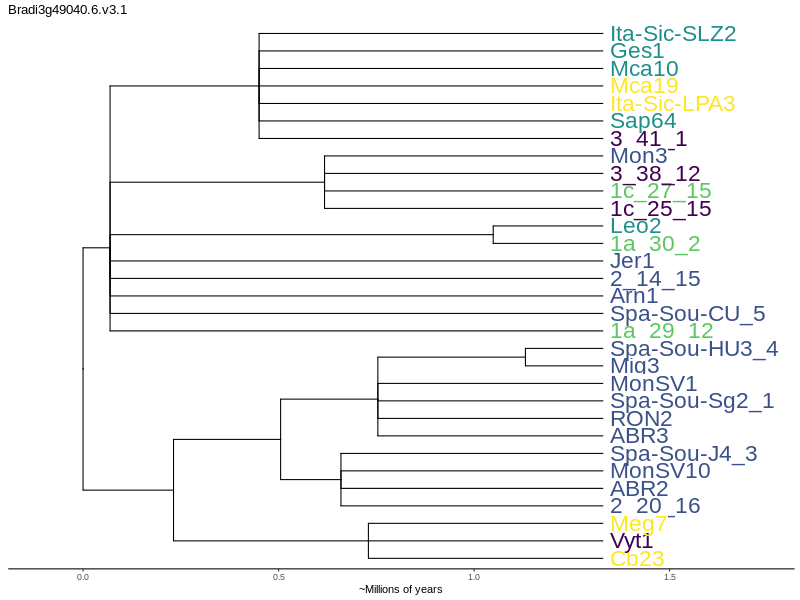 Bradi3g49040.6.v3.1
Ita-Sic-SLZ2
Ges1
Mca10
Mca19
Ita-Sic-LPA3
Sap64
3_41_1
Mon3
3_38_12
1c_27_15
1c_25_15
Leo2
1a_30_2
Jer1
2_14_15
Arn1
Spa-Sou-CU_5
1a_29_12
Spa-Sou-HU3_4
Mig3
MonSV1
Spa-Sou-Sg2_1
RON2
ABR3
Spa-Sou-J4_3
MonSV10
ABR2
2_20_16
Meg7
Vyt1
Cb23
0.0 0.5 1.0 1.5
~Millions of years